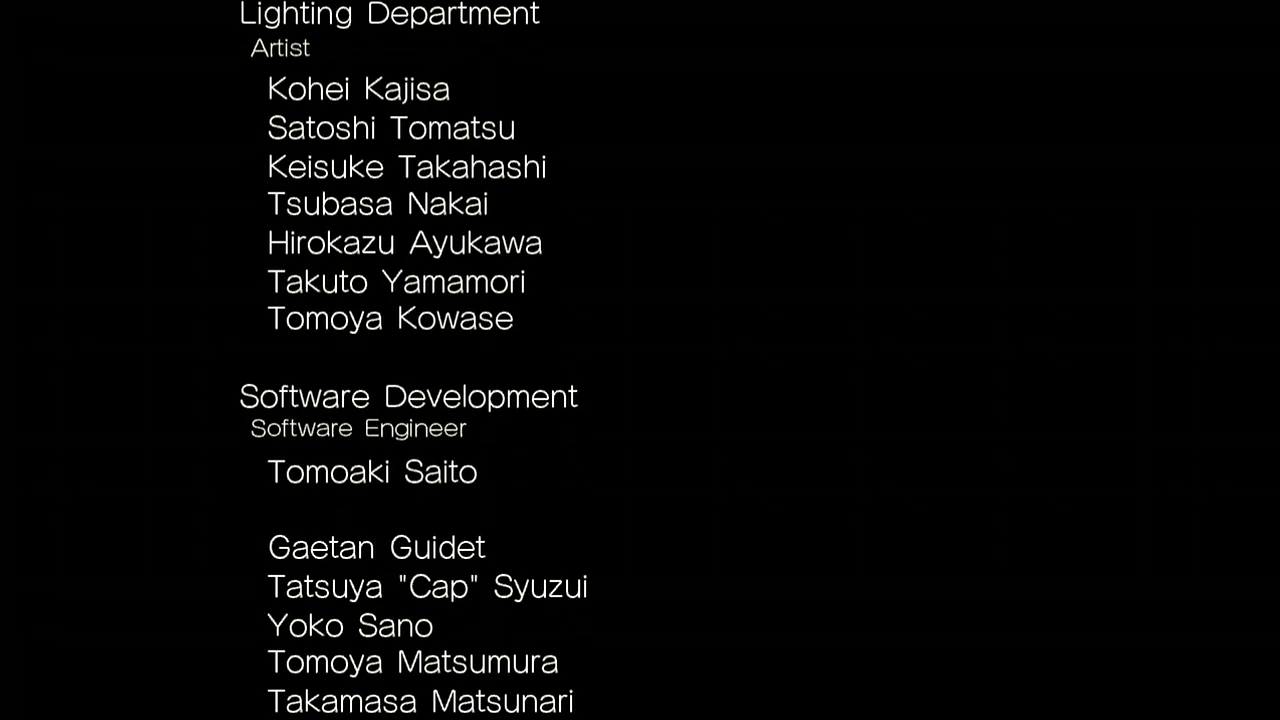 Lighting Department
Artist
Kohei Kajisa
Satoshi Tomatsu
Keisuke Takahashi
Tsubasa Nakai
Hirokazu Ayukawa
Takuto Yamamori
Tomoya Kowase
Software Development
Software Engineer
Tomoaki Saito
Gaetan Guidet
Tatsuya "Cap" Syuzui
Yoko Sano
Tomoya Matsumura
Takamasa Matsunari